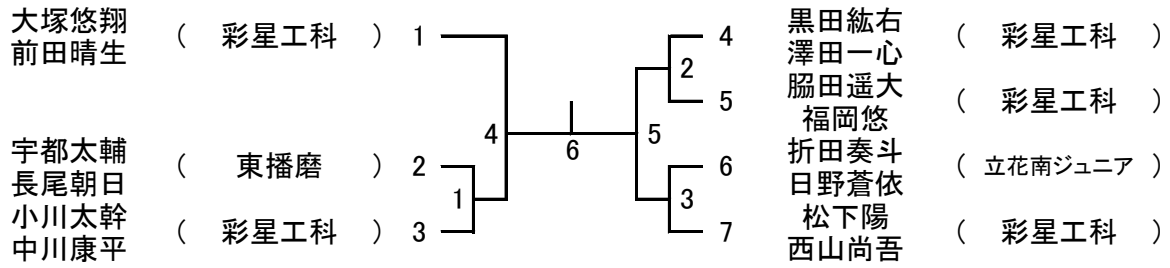 大塚悠翔
前田晴生
( 彩星工科 ) 1
宇都太輔
長尾朝日
( 東播磨 ) 2
小川太幹
中川康平
( 彩星工科 ) 3
1
4
6
5
2
3
4
黒田紘右
澤田一心
( 彩星工科 )
5
脇田遥大
福岡悠
( 彩星工科 )
6
折田奏斗
日野蒼依
( 立花南ジュニア )
7
松下陽
西山尚吾
( 彩星工科 )